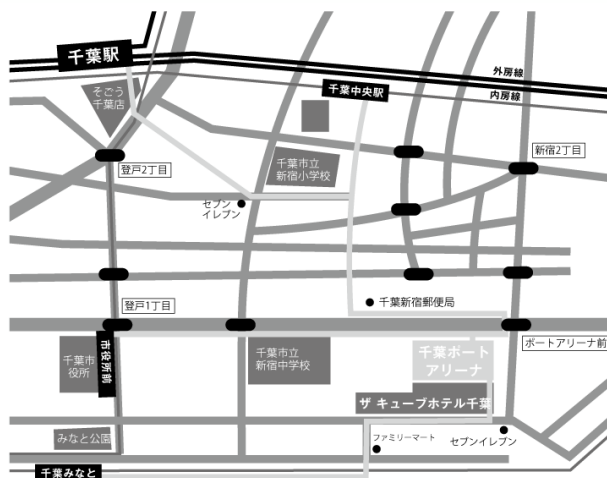 千葉駅
外房線
そごう
千葉店
千葉中央駅
内房線
新宿2丁目
登戸2丁目
千葉市立
新宿小学校
セブン
イレブン
登戸1丁目
千葉新宿郵便局
市役所前
千葉市
役所
千葉市立
新宿中学校
千葉ポート
アリーナ
ポートアリーナ前
ザ キューブホテル千葉
みなと公園
ファミリーマート
セブンイレブン
千葉みなと